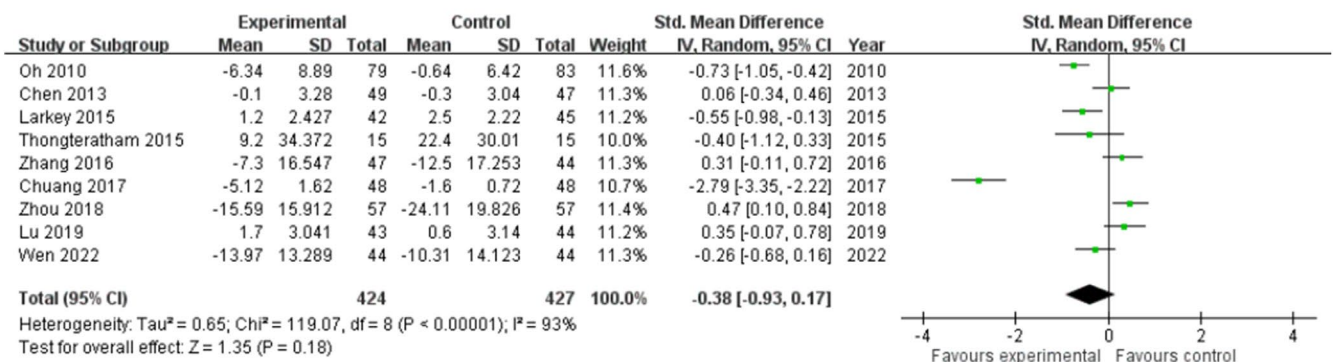 Experimental Control Std. Mean Difference Std. Mean Difference
Study or Subgroup Mean SD Total Mean SD Total Weight IV, Random, 95% CI Year IV, Random, 95% CI
Oh 2010 -6.34 8.89 79 -0.64 6.42 83 11.6% -0.73 [-1.05, -0.42] 2010
Chen 2013 -0.1 3.28 49 -0.3 3.04 47 11.3% 0.06 [-0.34, 0.46] 2013
Larkey 2015 1.2 2.427 42 2.5 2.22 45 11.2% -0.55 [-0.98, -0.13] 2015
Thongteratham 2015 9.2 34.372 15 22.4 30.01 15 10.0% -0.40 [-1.12, 0.33] 2015
Zhang 2016 -7.3 16.547 47 -12.5 17.253 44 11.3% 0.31 [-0.11, 0.72] 2016
Chuang 2017 -5.12 1.62 48 -1.6 0.72 48 10.7% -2.79 [-3.35, -2.22] 2017
Zhou 2018 -15.59 15.912 57 -24.11 19.826 57 11.4% 0.47 [0.10, 0.84] 2018
Lu 2019 1.7 3.041 43 0.6 3.14 44 11.3% 0.35 [-0.07, 0.78] 2019
Wen 2022 -13.97 13.289 44 -10.31 14.123 44 11.3% -0.26 [-0.68, 0.16] 2022
Total (95% CI) 424 427 100.0% -0.38 [-0.93, 0.17]
Heterogeneity: Tau² = 0.65; Chi² = 119.07, df = 8 (P < 0.00001); I² = 93%
Test for overall effect: Z = 1.35 (P = 0.18)
-4 -2 0 2 4
Favours experimental Favours control